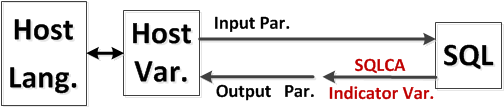 Host
Lang.
Host
Var.
Input Par.
SQL
SQLCA
Output Par.
Indicator Var.